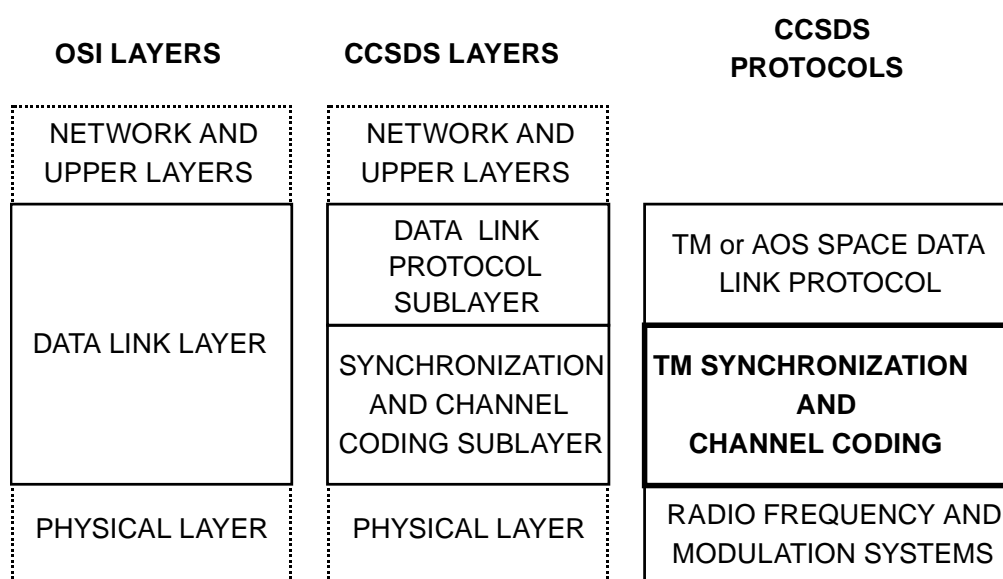 OSI LAYERS
CCSDS LAYERS
CCSDS
PROTOCOLS
NETWORK AND
UPPER LAYERS
NETWORK AND
UPPER LAYERS
DATA LINK LAYER
DATA LINK
PROTOCOL
SUBLAYER
TM or AOS SPACE DATA
LINK PROTOCOL
SYNCHRONIZATION
AND CHANNEL
CODING SUBLAYER
TM SYNCHRONIZATION
AND
CHANNEL CODING
PHYSICAL LAYER
PHYSICAL LAYER
RADIO FREQUENCY AND
MODULATION SYSTEMS